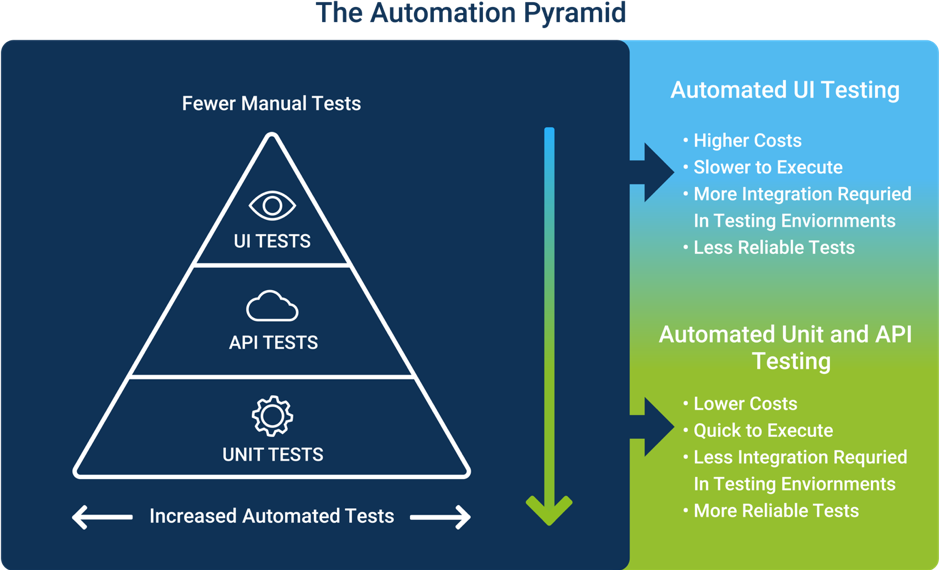 The Automation Pyramid
Fewer Manual Tests
UI TESTS
API TESTS
UNIT TESTS
Increased Automated Tests
Automated UI Testing
• Higher Costs
• Slower to Execute
• More Integration Requried
In Testing Enviornments
• Less Reliable Tests
Automated Unit and API
Testing
• Lower Costs
• Quick to Execute
• Less Integration Requried
In Testing Enviornments
• More Reliable Tests